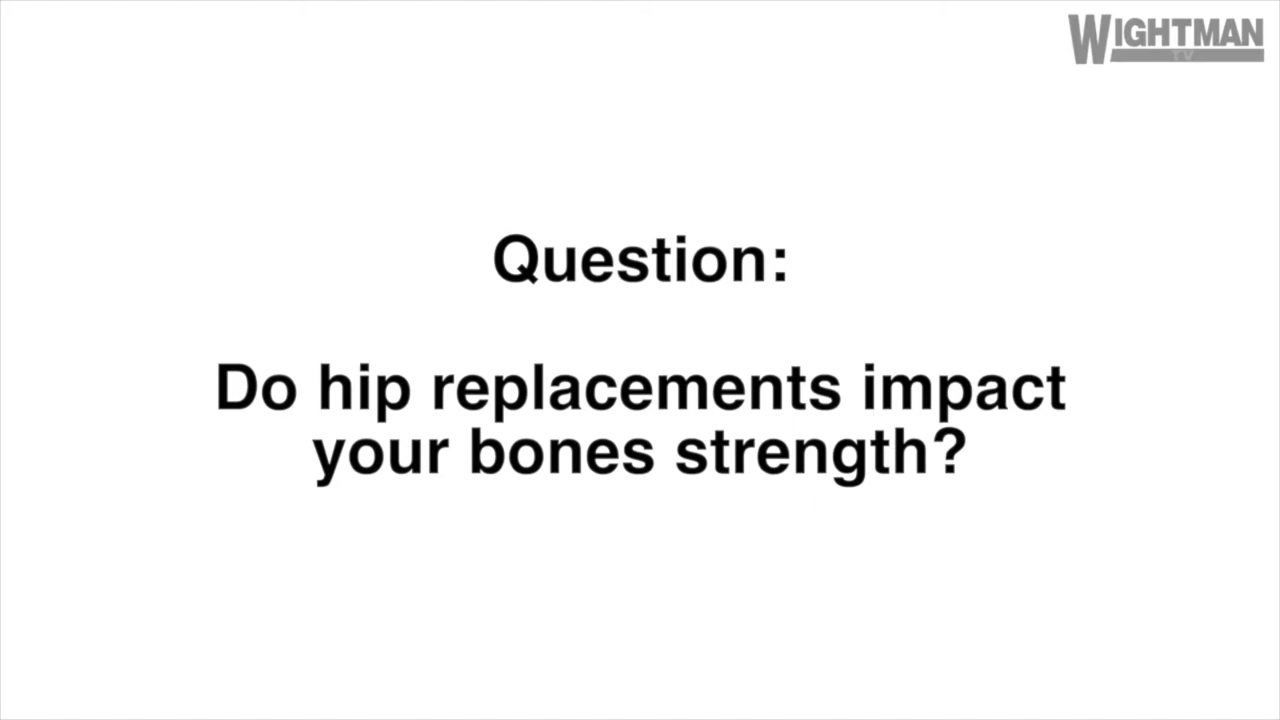 WIGHTMAN
TV
Question:
Do hip replacements impact
your bones strength?